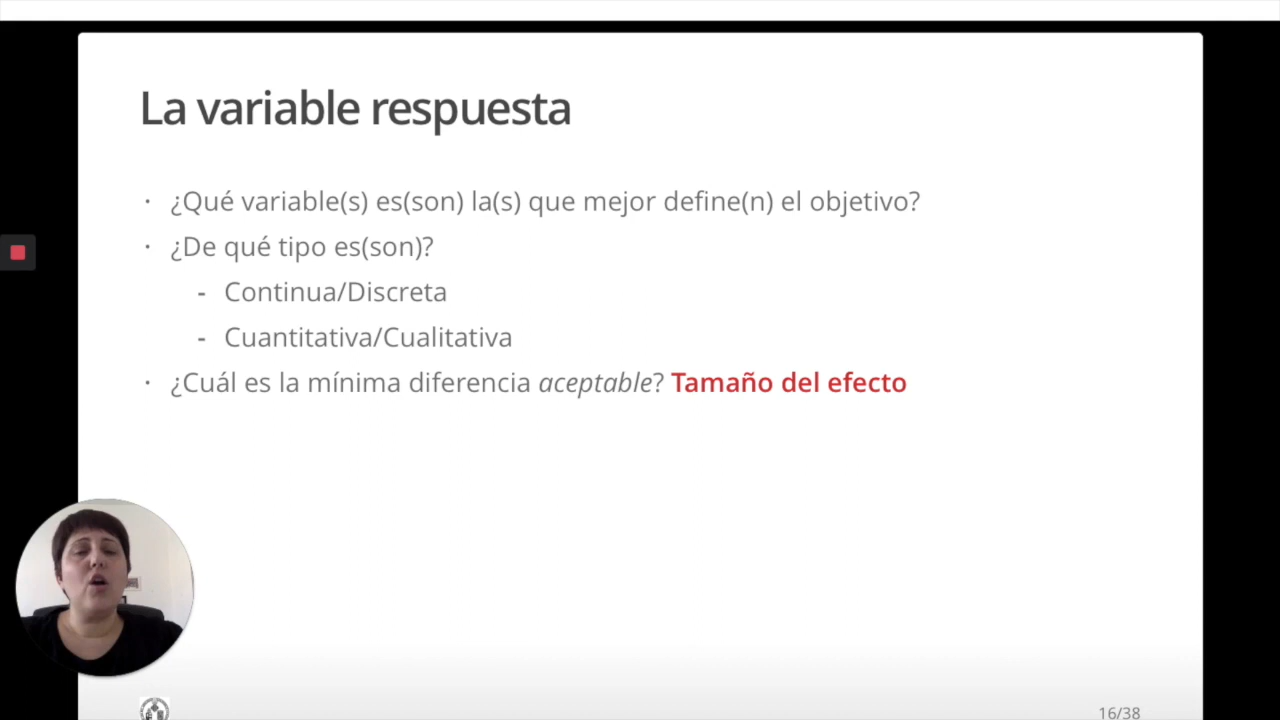 La variable respuesta
· ¿Qué variable(s) es(son) la(s) que mejor define(n) el objetivo?
· ¿De qué tipo es(son)?
- Continua/Discreta
- Cuantitativa/Cualitativa
· ¿Cuál es la mínima diferencia aceptable? Tamaño del efecto
16/38